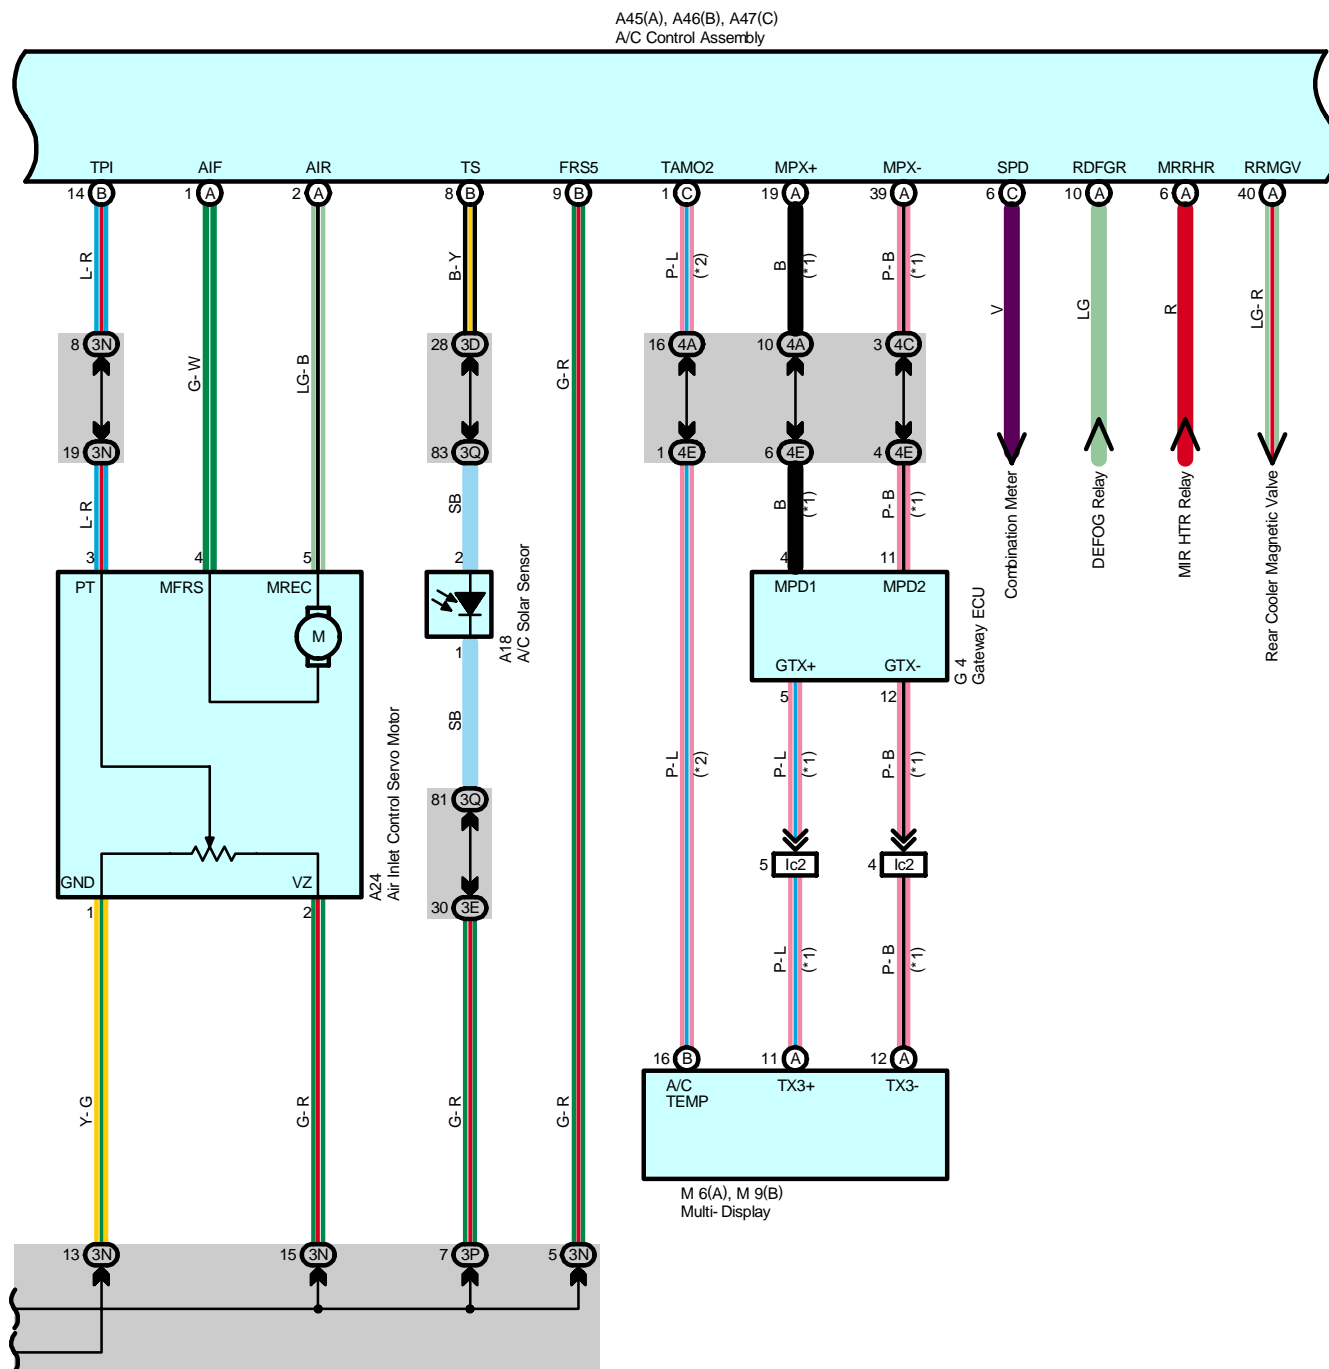 A45(A), A46(B), A47(C)
A/C Control Assembly
TPI AIF AIR TS FRS5 TAMO2 MPX+ MPX- SPD RDFGR MRRHR RRMGV
14 B 1 A 2 A 8 B 9 B 1 C 19 A 39 A 6 C 10 A 6 A 40 A
L-R
B-Y
P-L
(*2)
B
(*1)
P-B
(*1)
V
LG
R
LG-R
8 3N 28 3D 16 4A 10 4A 3 4C
G-W
LG-B
G-R
19 3N 83 3Q 1 4E 6 4E 4 4E
L-R
SB
B
(*1)
P-B
(*1)
Combination Meter
DEFOG Relay
MIR HTR Relay
Rear Cooler Magnetic Valve
3 4 5 2 4 11
PT MFRS MREC MPD1 MPD2
M
A18
A/C Solar Sensor
1
GTX+ GTX-
G 4
Gateway ECU
5 12
SB
P-L
(*2)
P-L
(*1)
P-B
(*1)
81 3Q
5 Ic2 4 Ic2
GND VZ
A24
Air Inlet Control Servo Motor
1 2 30 3E
P-L
(*1)
P-B
(*1)
16 B 11 A 12 A
A/C
TEMP
TX3+ TX3-
Y-G
G-R
G-R
G-R
M 6(A), M 9(B)
Multi-Display
13 3N 15 3N 7 3P 5 3N